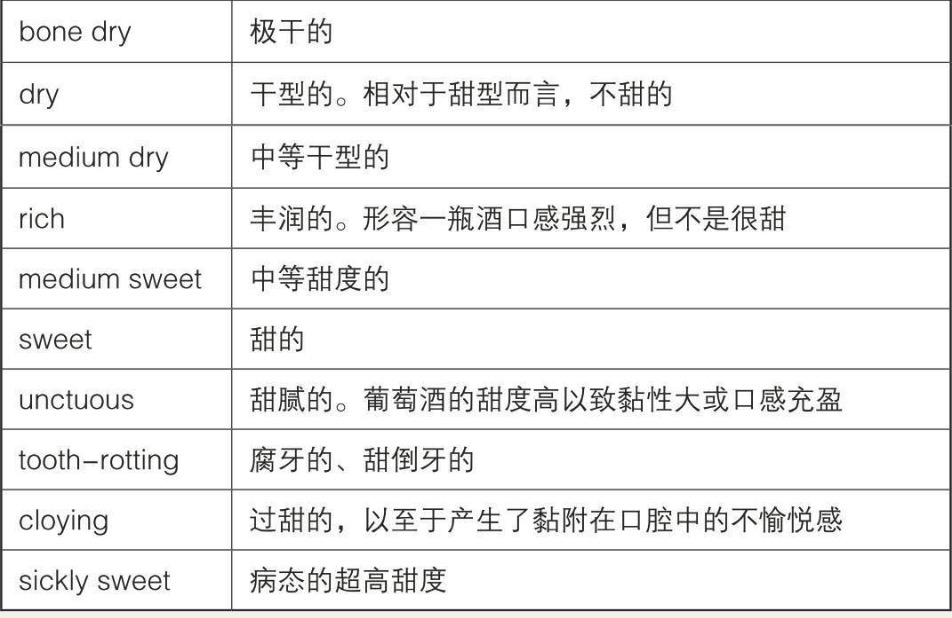 bone dry 极干的
dry 干型的。相对于甜型而言，不甜的
medium dry 中等干型的
rich 丰润的。形容一瓶酒口感强烈，但不是很甜
medium sweet 中等甜度的
sweet 甜的
unctuous 甜腻的。葡萄酒的甜度高以致黏性大或口感充盈
tooth–rotting 腐牙的、甜倒牙的
cloying 过甜的，以至于产生了黏附在口腔中的不愉悦感
sickly sweet 病态的超高甜度